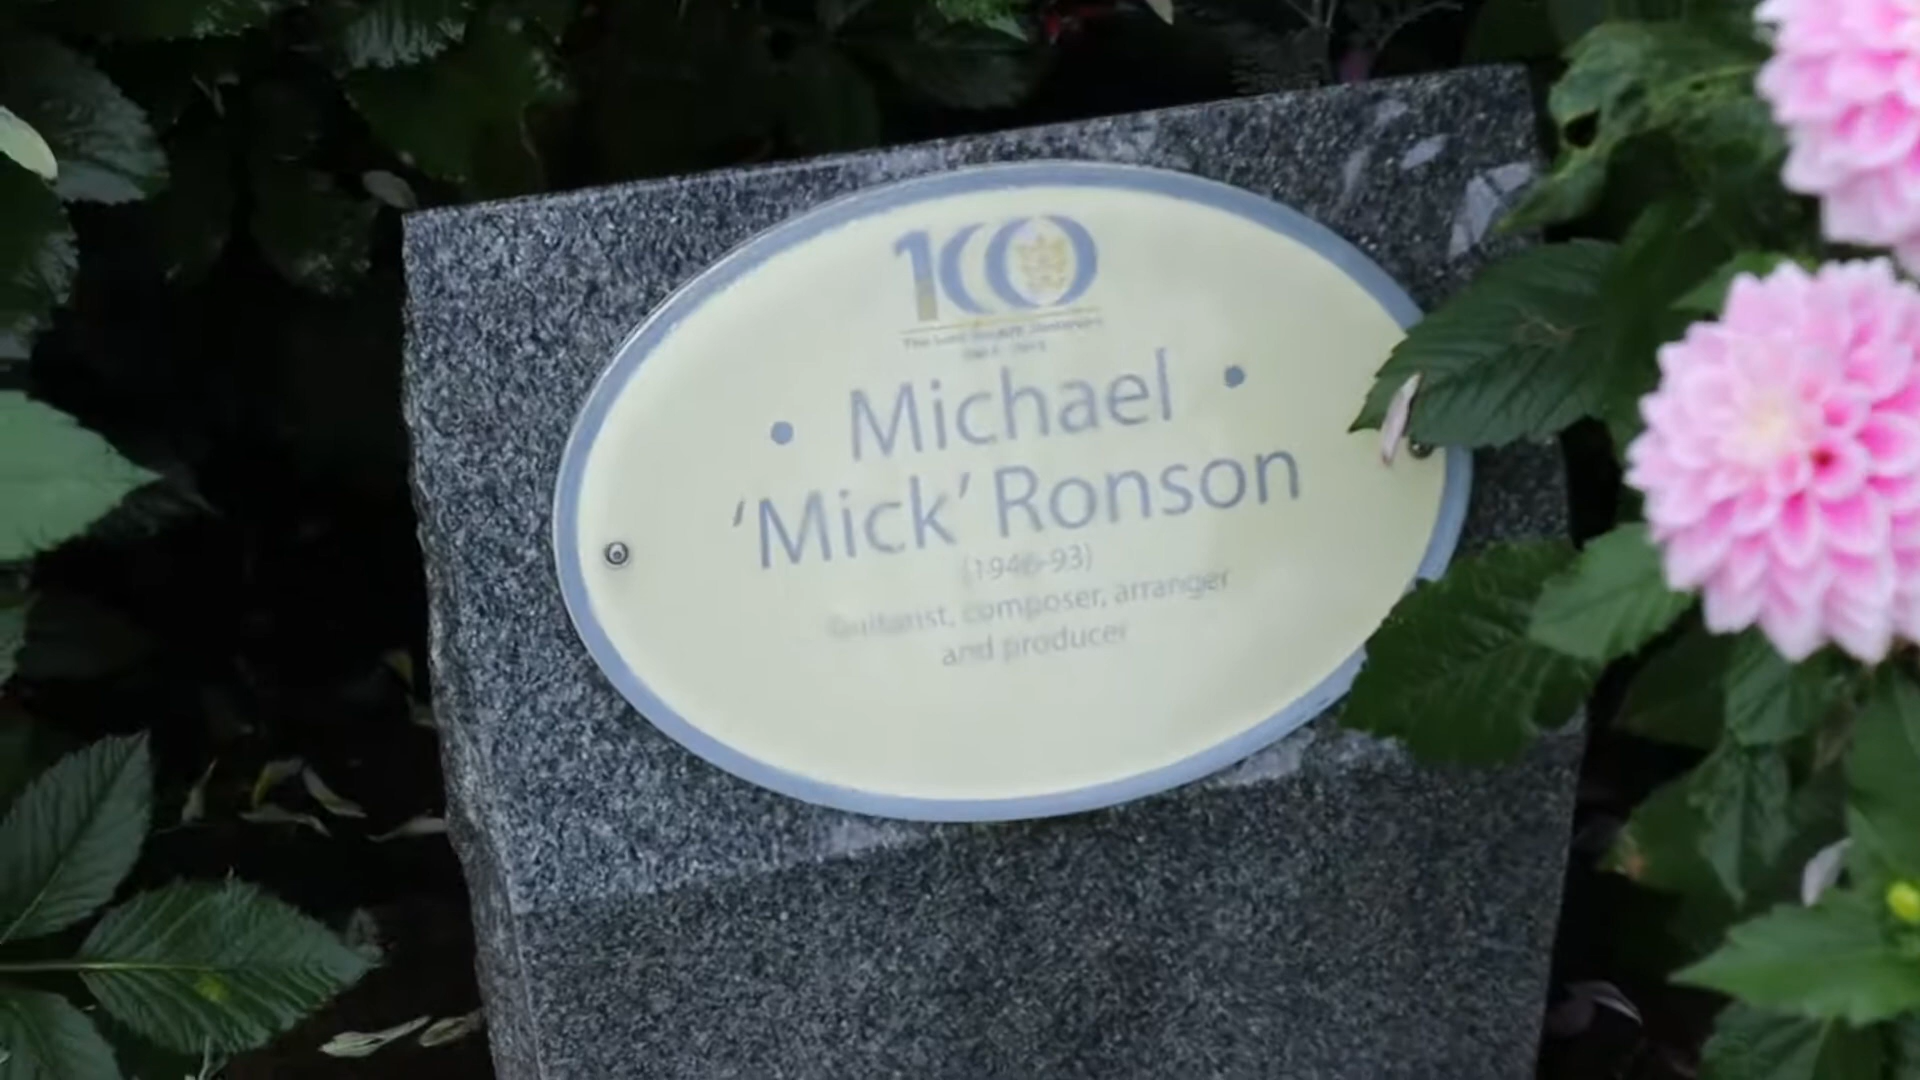 100
• Michael •
'Mick' Ronson
(1946-93)
Guitarist, composer, arranger
and producer